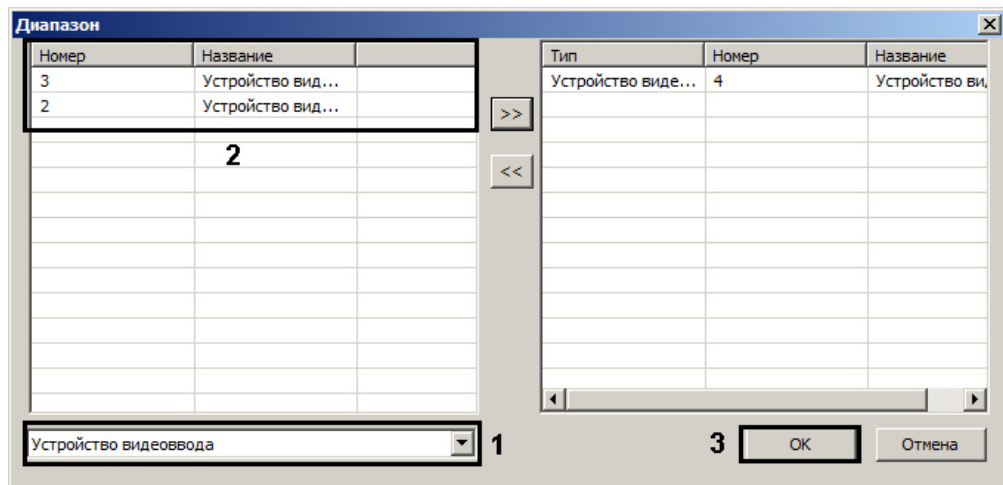 Диапазон
Номер Название Тип Номер Название
3 Устройство вид... Устройство виде... 4 Устройство ви
2 Устройство вид...
>>
2
<<
Устройство видеоввода 1 3 OK Отмена